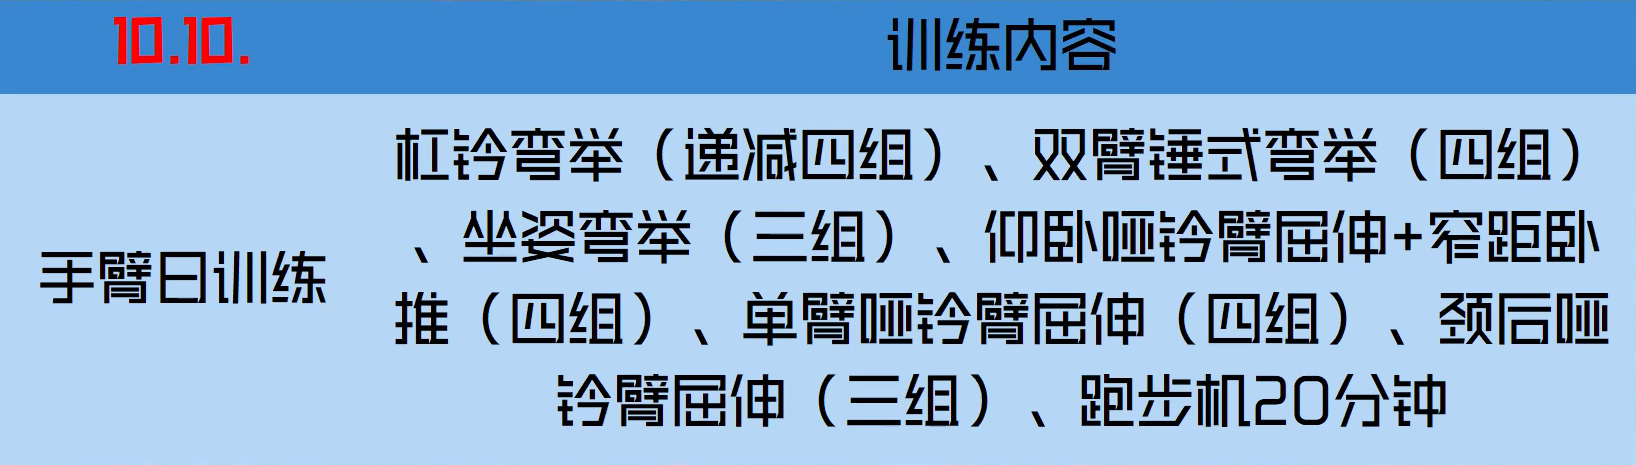 10.10.
训练内容
手臂日训练
杠铃弯举（递减四组）、双臂锤式弯举（四组）
、坐姿弯举（三组）、仰卧哑铃臂屈伸+窄距卧
推（四组）、单臂哑铃臂屈伸（四组）、颈后哑
铃臂屈伸（三组）、跑步机20分钟